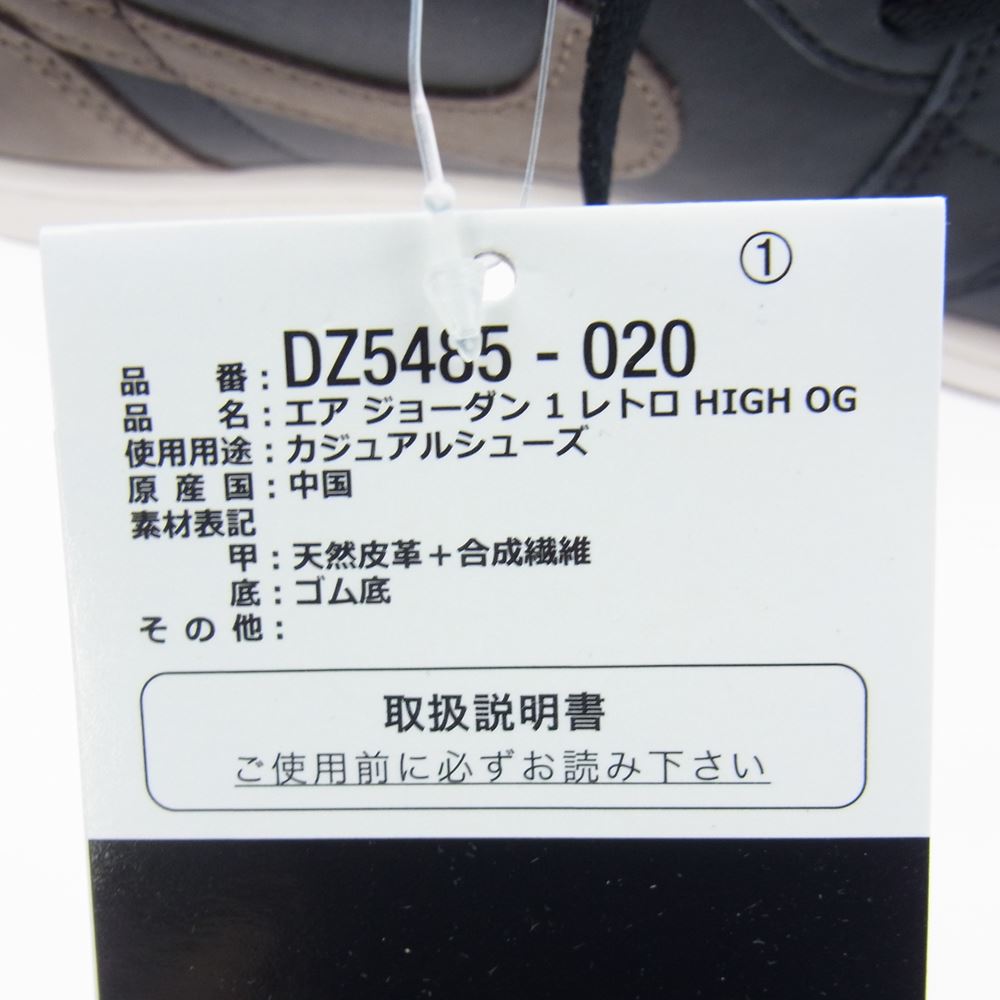 ①
品番：DZ5485 - 020
品名：エア ジョーダン 1 レトロ HIGH OG
使用用途：カジュアルシューズ
原産国：中国
素材表記
甲：天然皮革＋合成繊維
底：ゴム底
その他：
取扱説明書
ご使用前に必ずお読み下さい